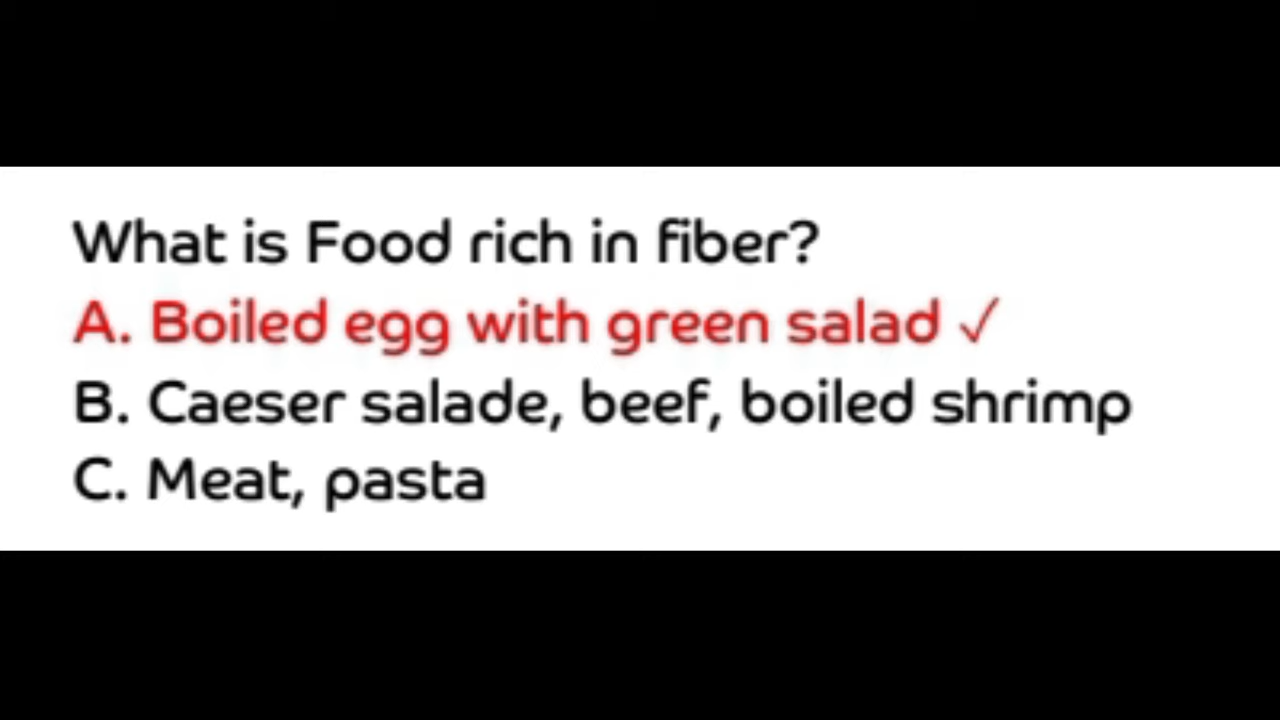 What is Food rich in fiber?
A. Boiled egg with green salad ✓
B. Caeser salade, beef, boiled shrimp
C. Meat, pasta